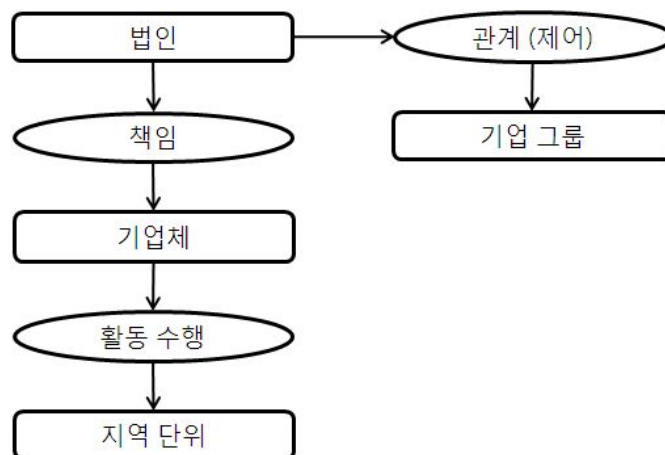 법인
관계 (제어)
책임
기업 그룹
기업체
활동 수행
지역 단위